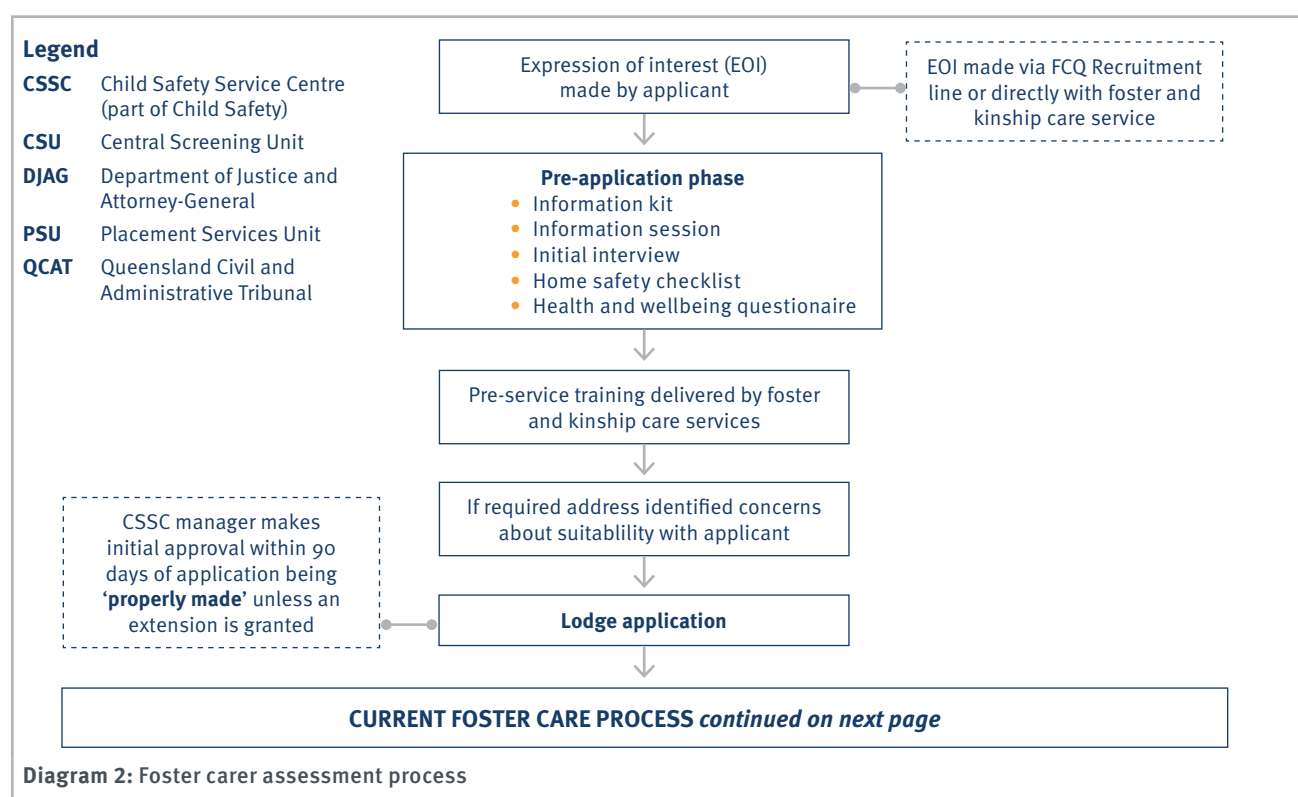 Legend
CSSC Child Safety Service Centre
(part of Child Safety)
CSU Central Screening Unit
DJAG Department of Justice and
Attorney-General
PSU Placement Services Unit
QCAT Queensland Civil and
Administrative Tribunal
Expression of interest (EOI)
made by applicant
EOI made via FCQ Recruitment
line or directly with foster and
kinship care service
Pre-application phase
• Information kit
• Information session
• Initial interview
• Home safety checklist
• Health and wellbeing questionaire
Pre-service training delivered by foster
and kinship care services
If required address identified concerns
about suitablility with applicant
CSSC manager makes
initial approval within 90
days of application being
‘properly made’ unless an
extension is granted
Lodge application
CURRENT FOSTER CARE PROCESS continued on next page
Diagram 2: Foster carer assessment process